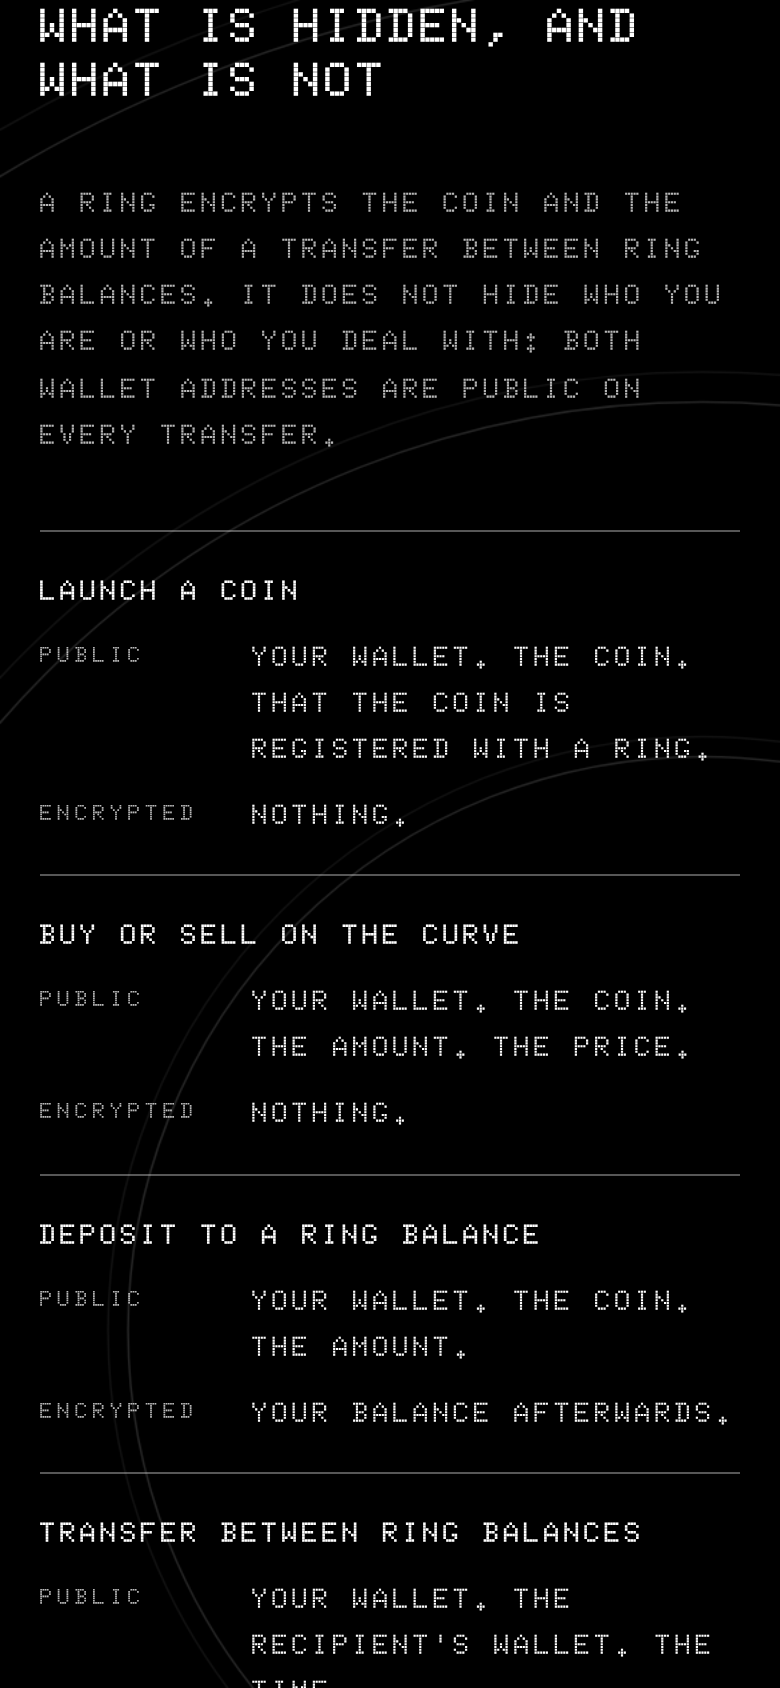 WHAT IS HIDDEN, AND
WHAT IS NOT
A RING ENCRYPTS THE COIN AND THE
AMOUNT OF A TRANSFER BETWEEN RING
BALANCES. IT DOES NOT HIDE WHO YOU
ARE OR WHO YOU DEAL WITH: BOTH
WALLET ADDRESSES ARE PUBLIC ON
EVERY TRANSFER.
LAUNCH A COIN
PUBLIC YOUR WALLET. THE COIN.
THAT THE COIN IS
REGISTERED WITH A RING.
ENCRYPTED NOTHING.
BUY OR SELL ON THE CURVE
PUBLIC YOUR WALLET. THE COIN.
THE AMOUNT. THE PRICE.
ENCRYPTED NOTHING.
DEPOSIT TO A RING BALANCE
PUBLIC YOUR WALLET. THE COIN.
THE AMOUNT.
ENCRYPTED YOUR BALANCE AFTERWARDS.
TRANSFER BETWEEN RING BALANCES
PUBLIC YOUR WALLET. THE
RECIPIENT'S WALLET. THE